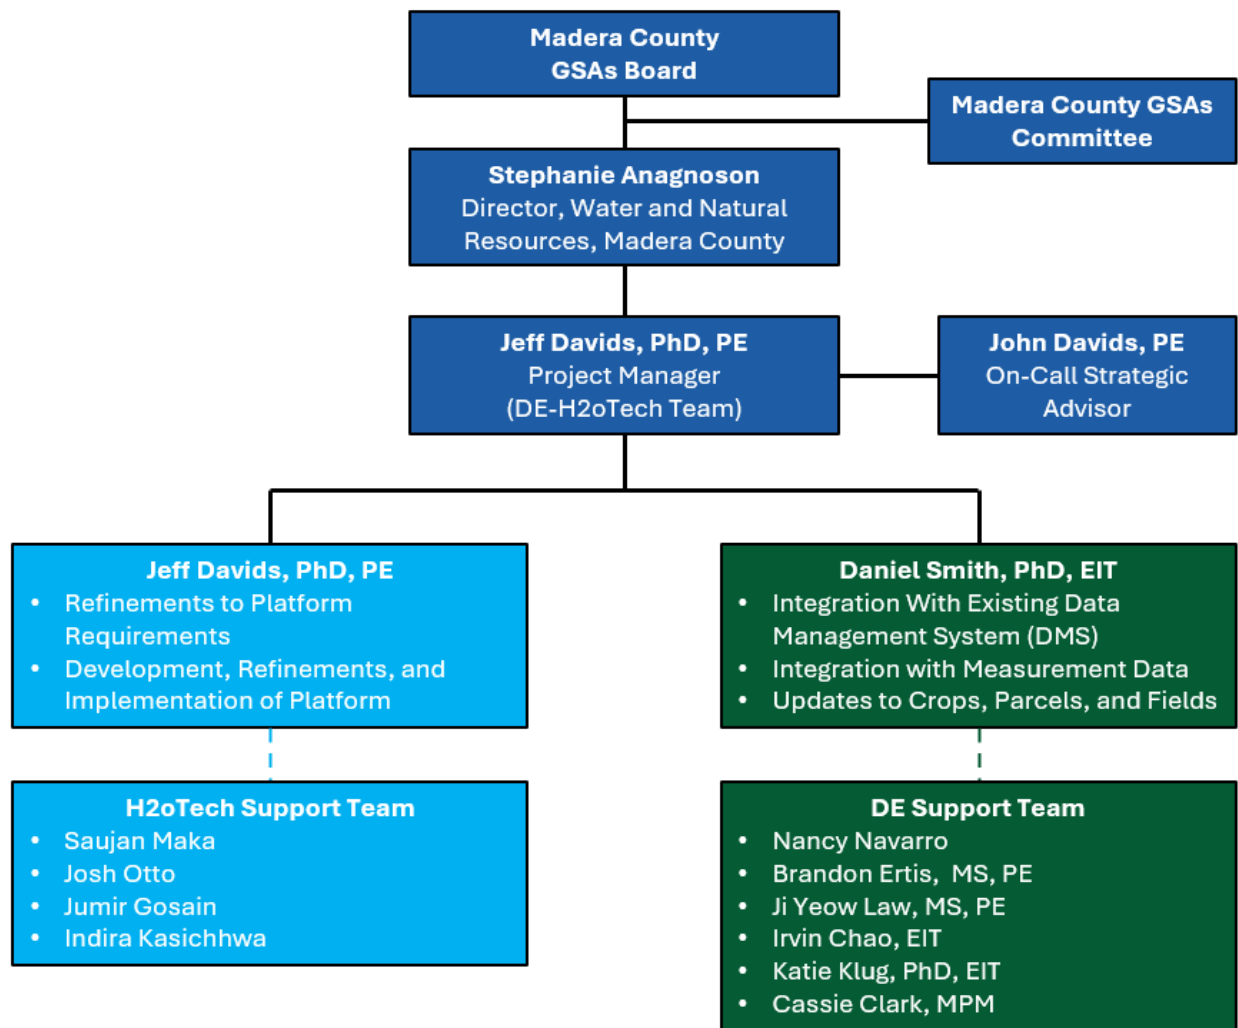 Madera County
GSAs Board
Madera County GSAs
Committee
Stephanie Anagnoson
Director, Water and Natural
Resources, Madera County
Jeff Davids, PhD, PE
Project Manager
(DE-H2oTech Team)
John Davids, PE
On-Call Strategic
Advisor
Jeff Davids, PhD, PE
• Refinements to Platform
Requirements
• Development, Refinements, and
Implementation of Platform
Daniel Smith, PhD, EIT
• Integration With Existing Data
Management System (DMS)
• Integration with Measurement Data
• Updates to Crops, Parcels, and Fields
H2oTech Support Team
• Saujan Maka
• Josh Otto
• Jumir Gosain
• Indira Kasichhwa
DE Support Team
• Nancy Navarro
• Brandon Ertis,  MS, PE
• Ji Yeow Law, MS, PE
• Irvin Chao, EIT
• Katie Klug, PhD, EIT
• Cassie Clark, MPM